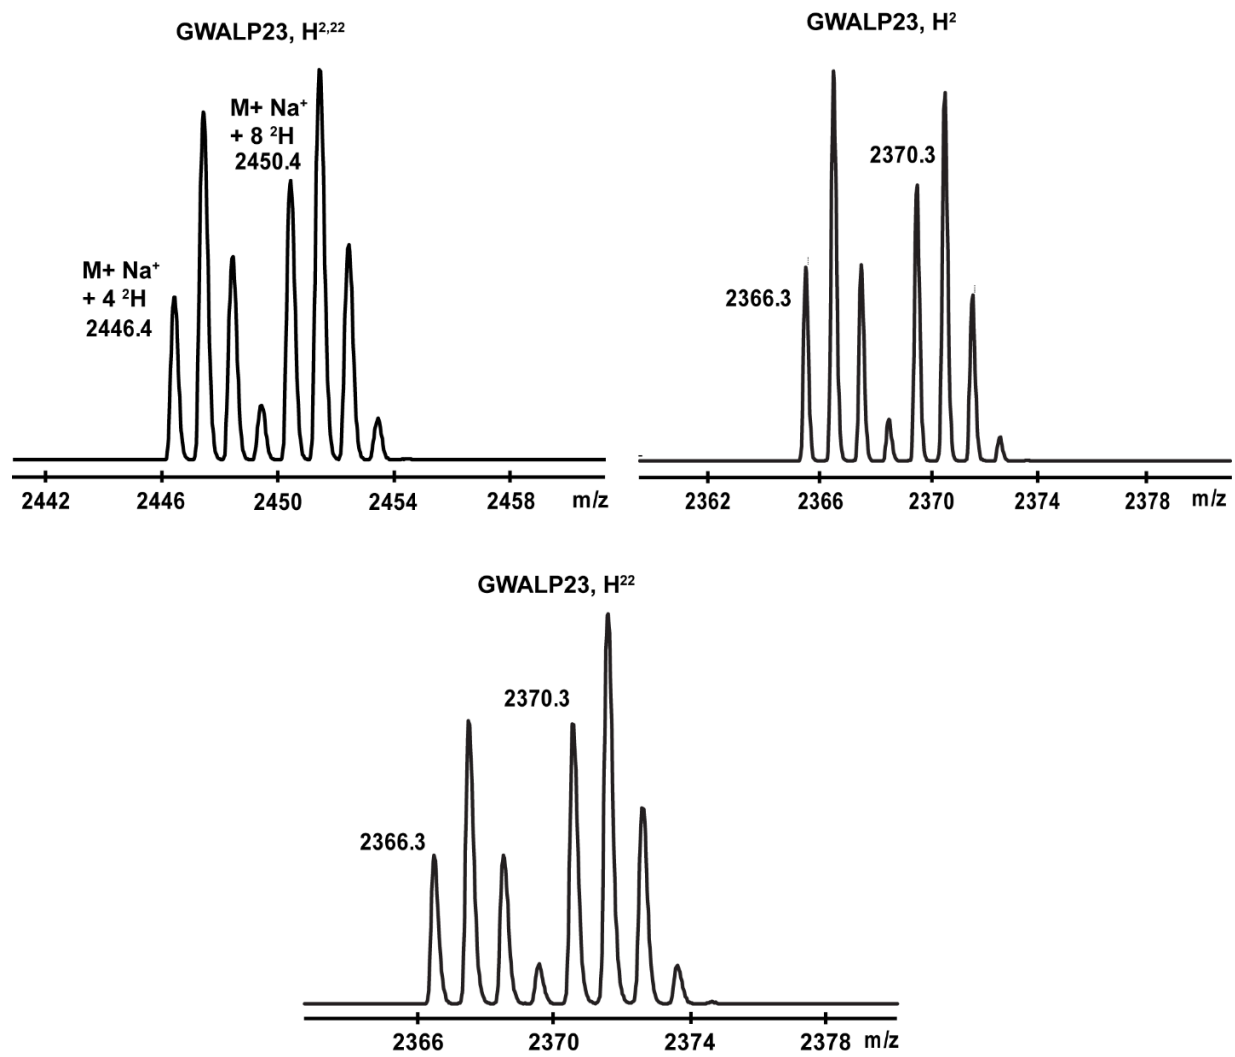 GWALP23, H²,²²
M+ Na⁺
+ 8 ²H
2450.4
M+ Na⁺
+ 4 ²H
2446.4
2442 2446 2450 2454 2458 m/z
GWALP23, H²
2370.3
2366.3
2362 2366 2370 2374 2378 m/z
GWALP23, H²²
2370.3
2366.3
2366 2370 2374 2378 m/z